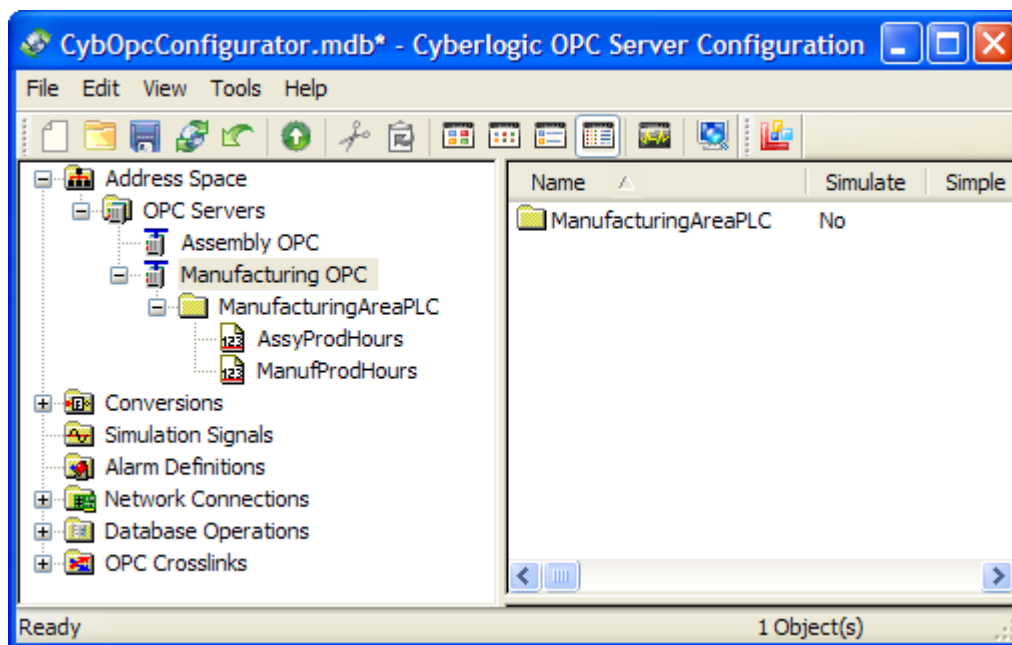 CybOpcConfigurator.mdb* - Cyberlogic OPC Server Configuration
File Edit View Tools Help
Address Space
OPC Servers
Assembly OPC
Manufacturing OPC
ManufacturingAreaPLC
123 AssyProdHours
123 ManufProdHours
Conversions
Simulation Signals
Alarm Definitions
Network Connections
Database Operations
OPC Crosslinks
Name Simulate Simple
ManufacturingAreaPLC No
Ready 1 Object(s)